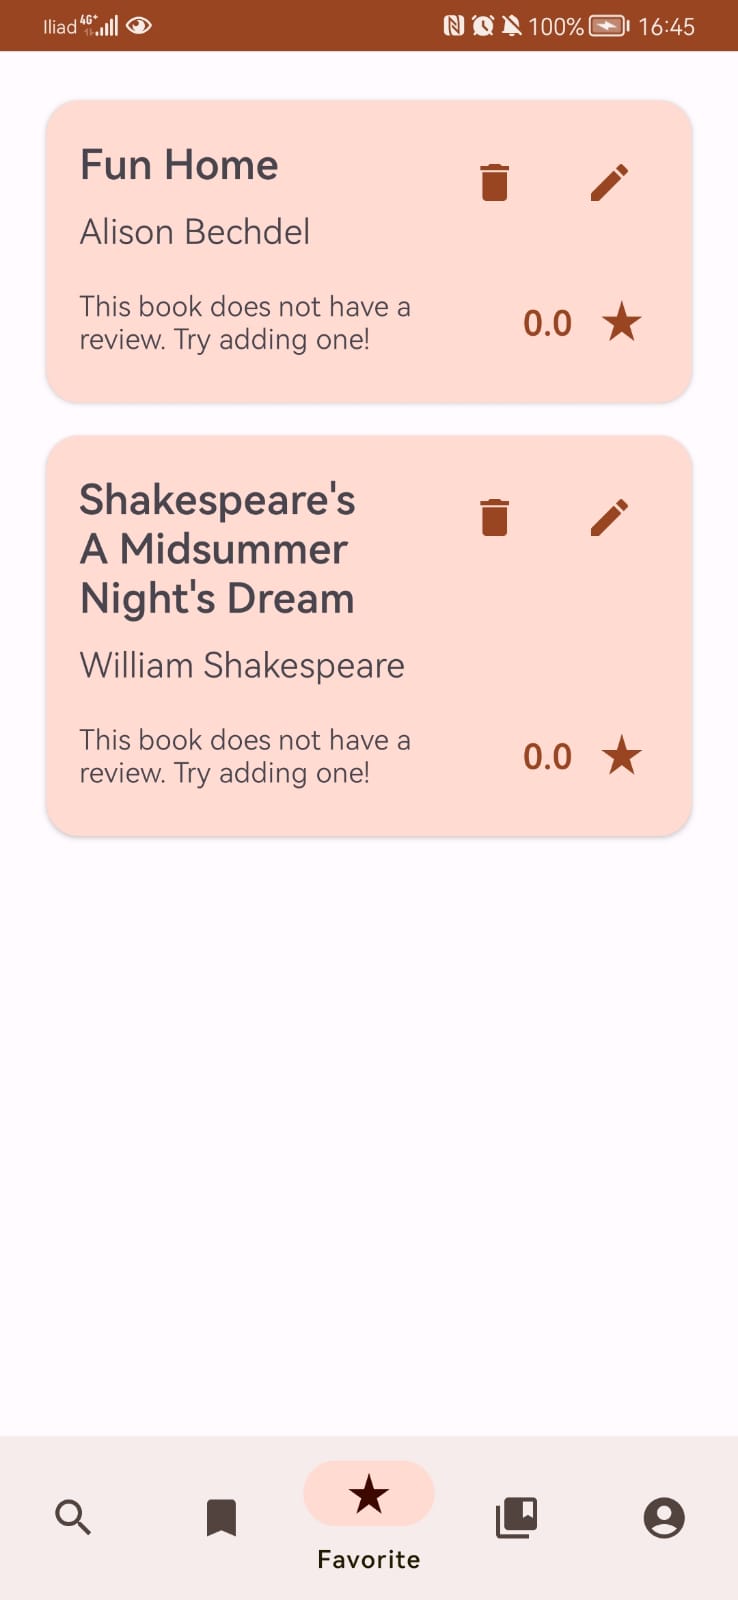 Iliad 4G+ 100% 16:45
Fun Home
Alison Bechdel
This book does not have a
review. Try adding one!
0.0
Shakespeare's
A Midsummer
Night's Dream
William Shakespeare
This book does not have a
review. Try adding one!
0.0
Favorite